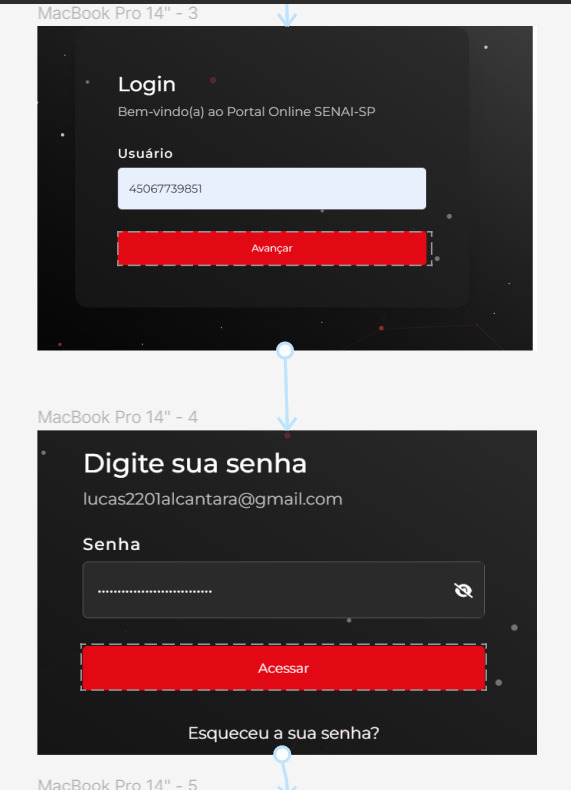 MacBook Pro 14" - 3
Login
Bem-vindo(a) ao Portal Online SENAI-SP
Usuário
45067739851
Avançar
MacBook Pro 14" - 4
Digite sua senha
lucas2201alcantara@gmail.com
Senha
Acessar
Esqueceu a sua senha?
MacBook Pro 14" - 5